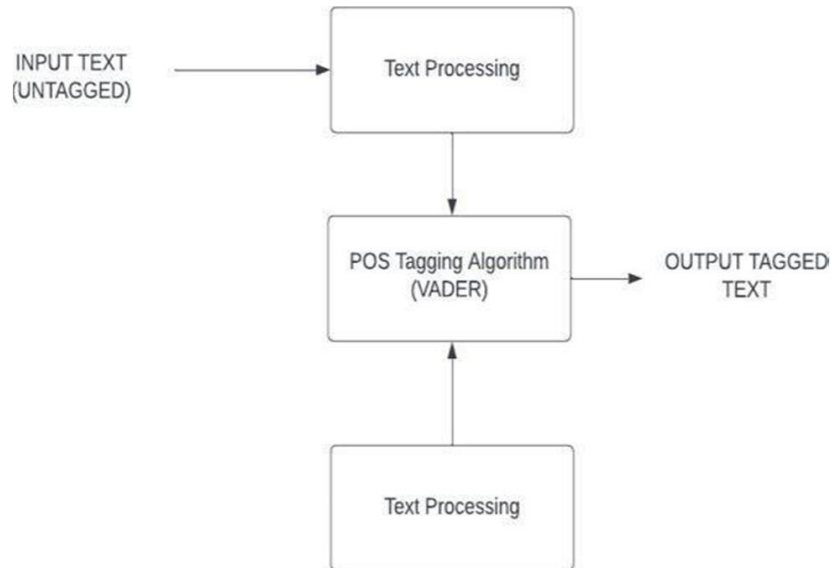 INPUT TEXT
(UNTAGGED)
Text Processing
POS Tagging Algorithm
(VADER)
OUTPUT TAGGED
TEXT
Text Processing